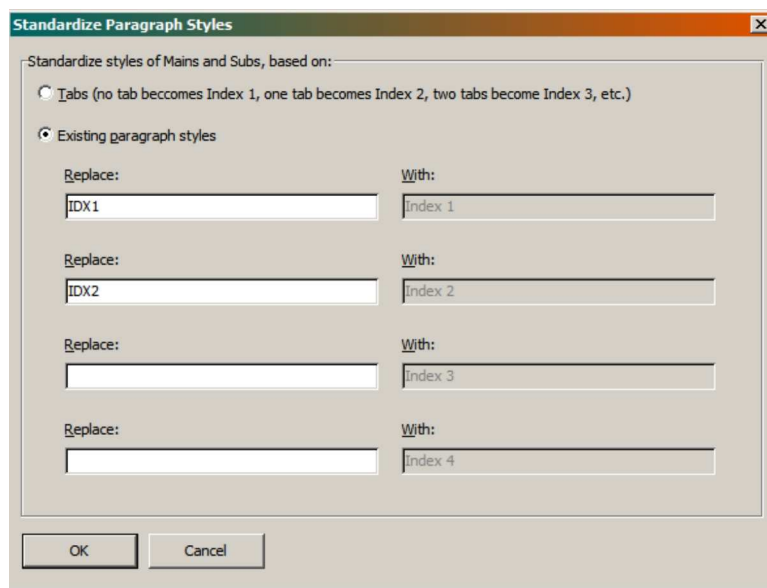 Standardize Paragraph Styles
Standardize styles of Mains and Subs, based on:
Tabs (no tab beccomes Index 1, one tab becomes Index 2, two tabs become Index 3, etc.)
Existing paragraph styles
Replace: With:
IDX1 Index 1
Replace: With:
IDX2 Index 2
Replace: With:
Index 3
Replace: With:
Index 4
OK Cancel